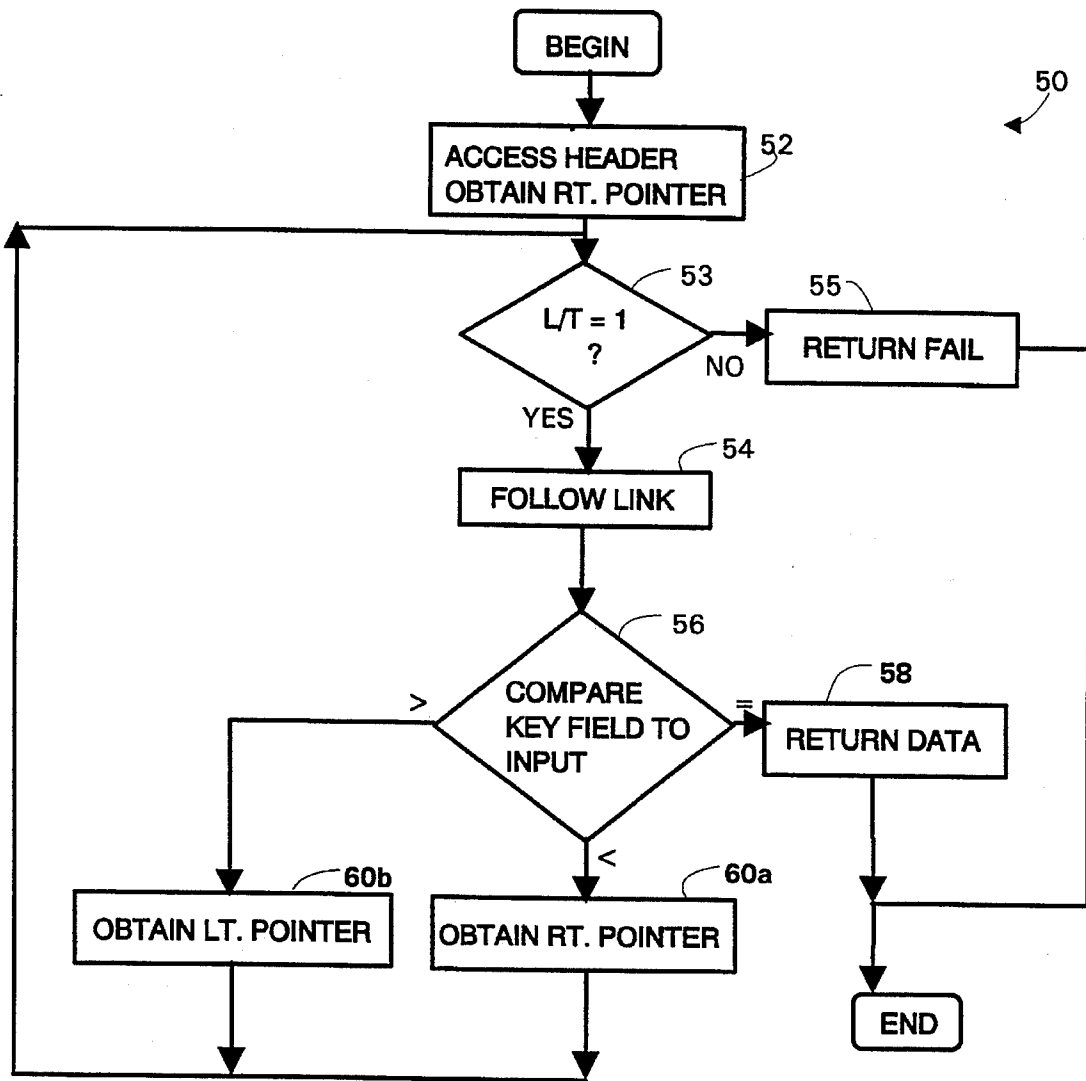 BEGIN
50
ACCESS HEADER
OBTAIN RT. POINTER
52
53
L/T = 1
?
NO
55
RETURN FAIL
YES
54
FOLLOW LINK
56
COMPARE
KEY FIELD TO
INPUT
>
=
58
RETURN DATA
<
60b
OBTAIN LT. POINTER
60a
OBTAIN RT. POINTER
END